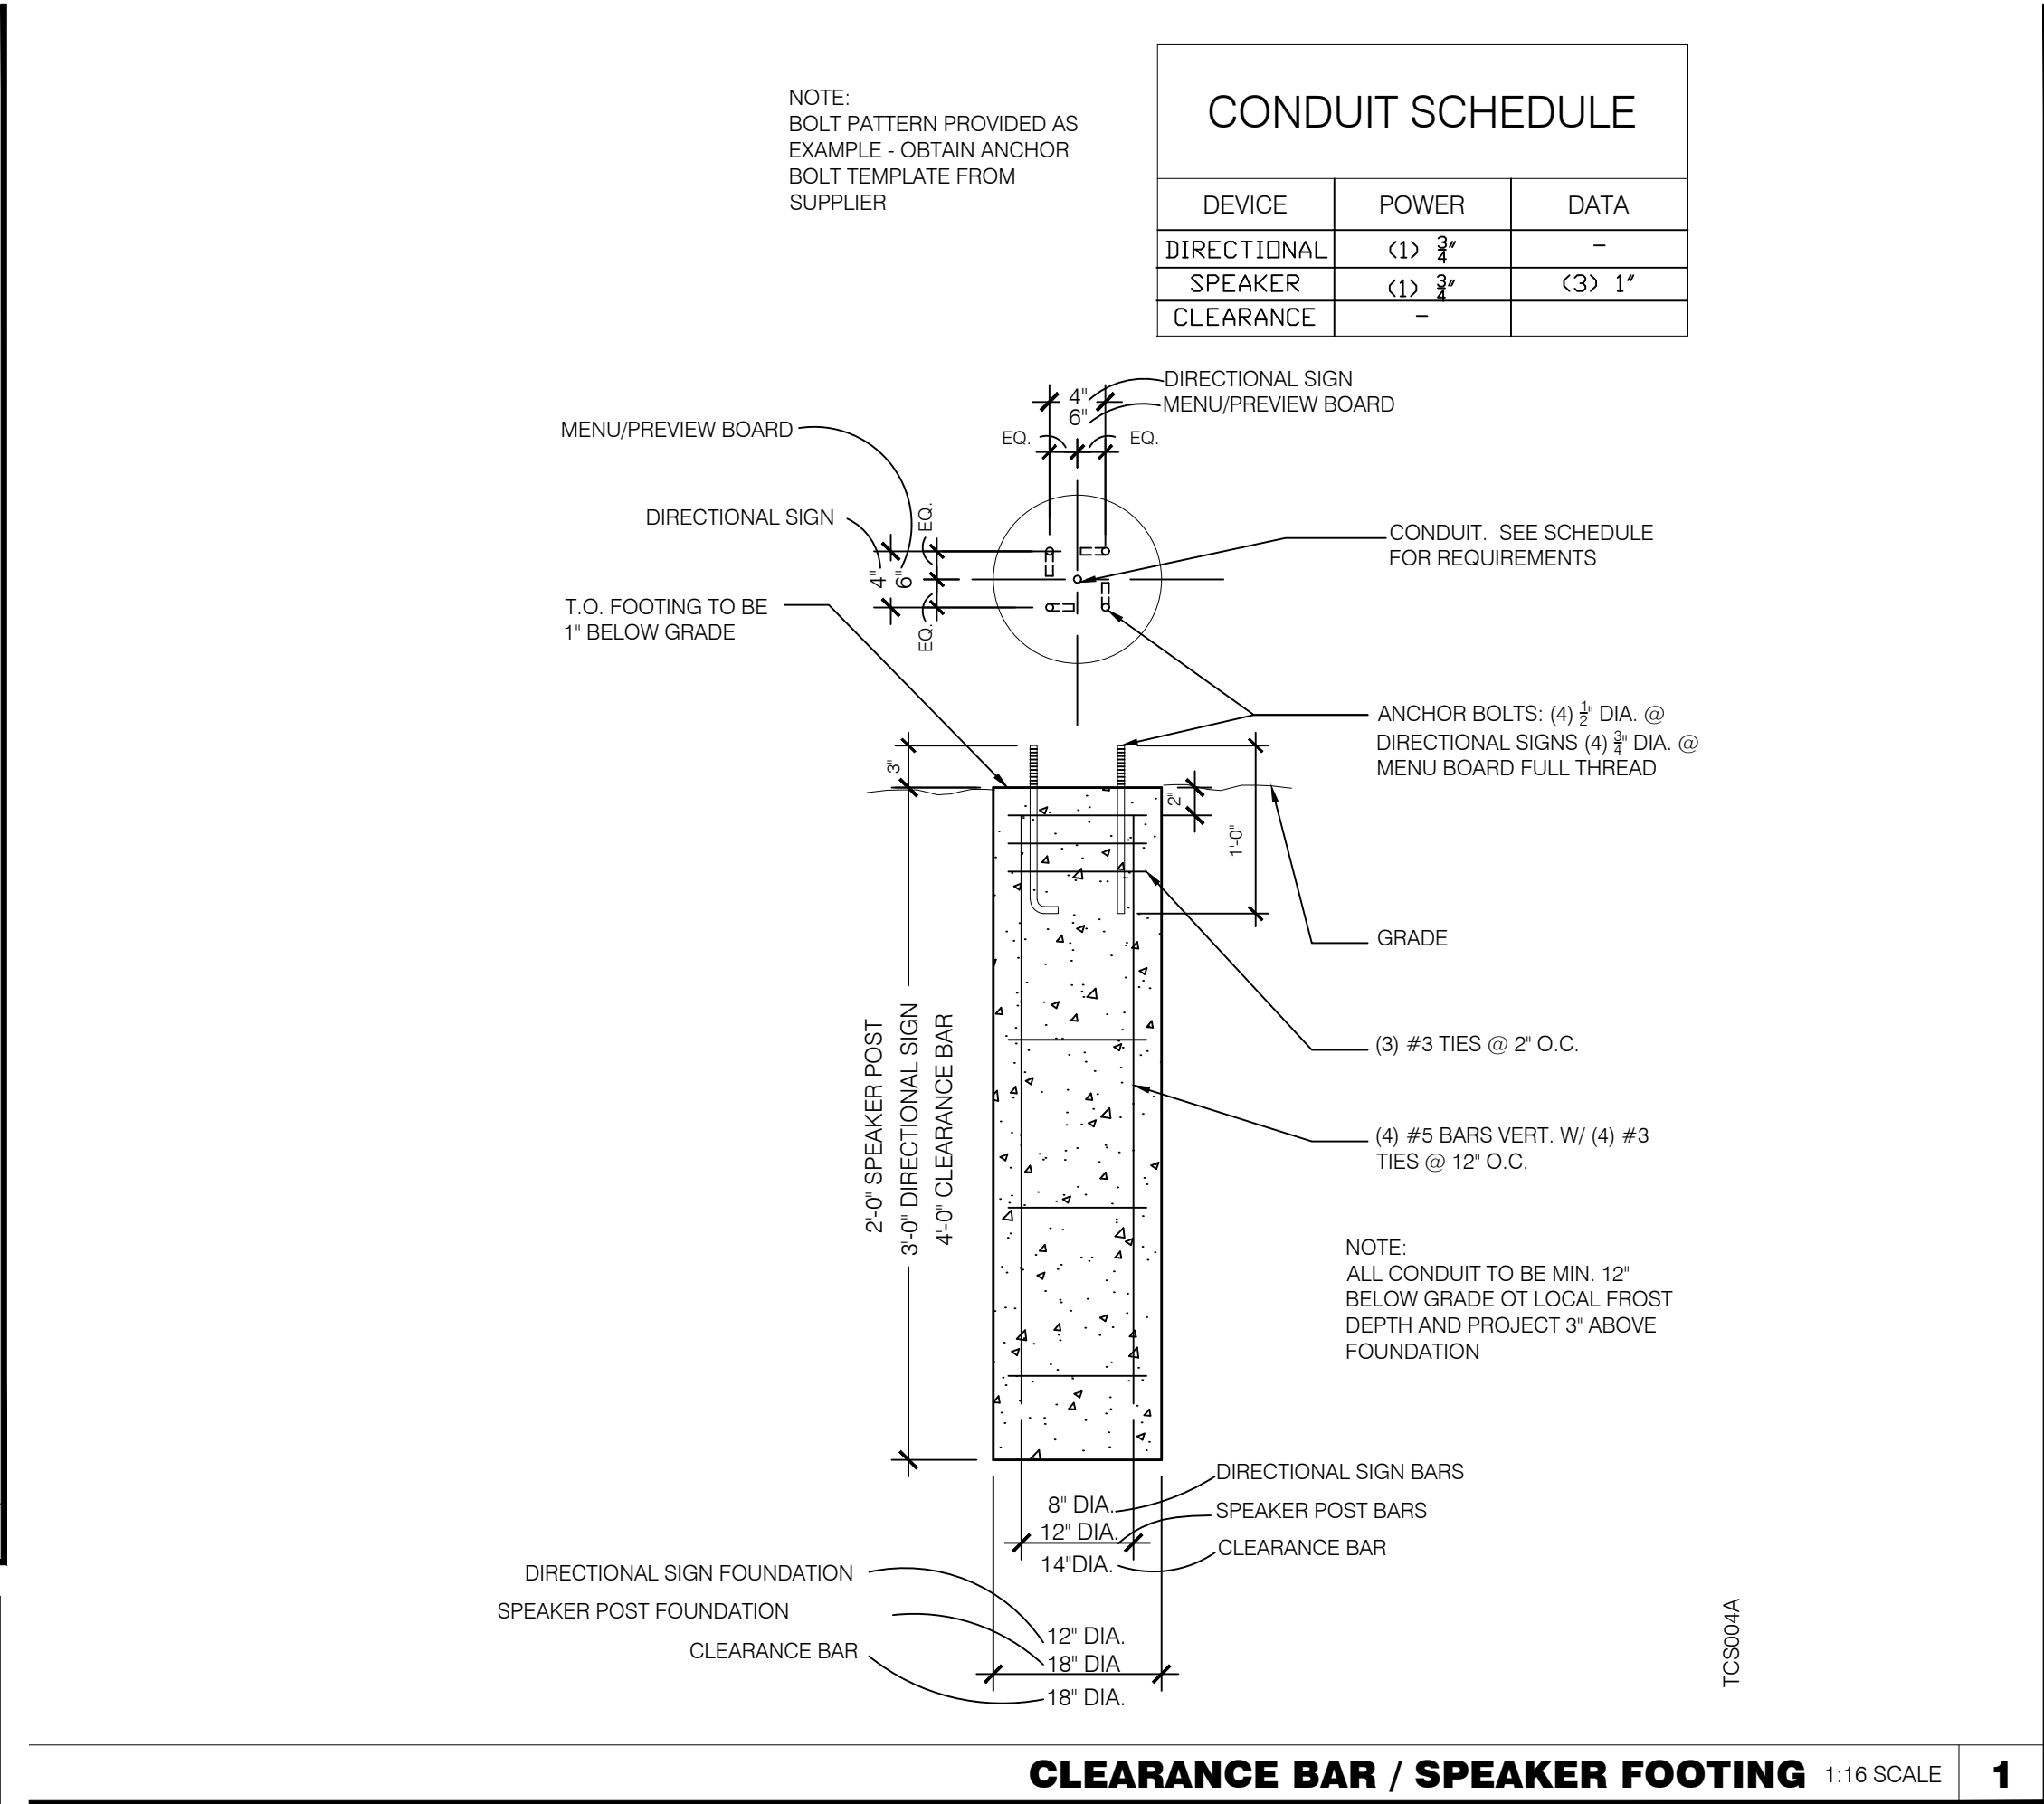 NOTE:
BOLT PATTERN PROVIDED AS
EXAMPLE - OBTAIN ANCHOR
BOLT TEMPLATE FROM
SUPPLIER
CONDUIT SCHEDULE
DEVICE POWER DATA
DIRECTIONAL (1) 3/4" -
SPEAKER (1) 3/4" (3) 1"
CLEARANCE -
DIRECTIONAL SIGN
MENU/PREVIEW BOARD
4"
6"
EQ. EQ.
MENU/PREVIEW BOARD
DIRECTIONAL SIGN
EQ.
4"
6"
EQ.
CONDUIT. SEE SCHEDULE
FOR REQUIREMENTS
T.O. FOOTING TO BE
1" BELOW GRADE
ANCHOR BOLTS: (4) 1/2" DIA. @
DIRECTIONAL SIGNS (4) 3/4" DIA. @
MENU BOARD FULL THREAD
3"
2"
1'-0"
GRADE
2'-0" SPEAKER POST
3'-0" DIRECTIONAL SIGN
4'-0" CLEARANCE BAR
(3) #3 TIES @ 2" O.C.
(4) #5 BARS VERT. W/ (4) #3
TIES @ 12" O.C.
NOTE:
ALL CONDUIT TO BE MIN. 12"
BELOW GRADE OT LOCAL FROST
DEPTH AND PROJECT 3" ABOVE
FOUNDATION
DIRECTIONAL SIGN BARS
8" DIA.
SPEAKER POST BARS
12" DIA.
CLEARANCE BAR
14"DIA.
DIRECTIONAL SIGN FOUNDATION
SPEAKER POST FOUNDATION
CLEARANCE BAR
12" DIA.
18" DIA
18" DIA.
TCS004A
CLEARANCE BAR / SPEAKER FOOTING 1:16 SCALE 1